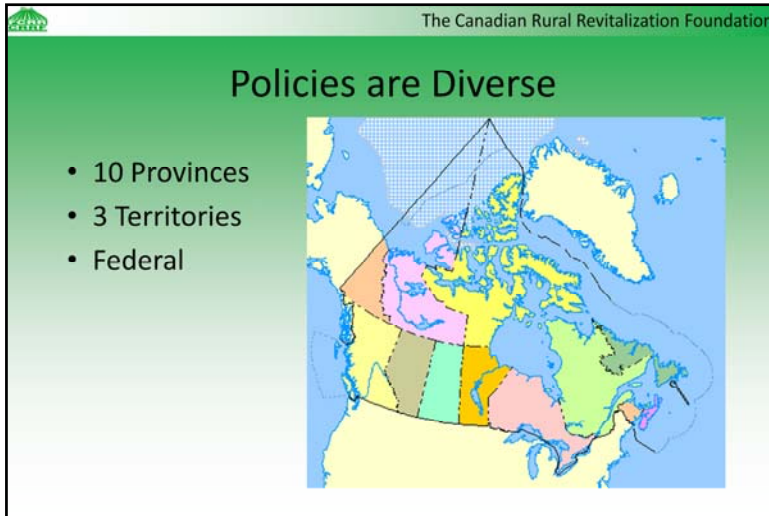 The Canadian Rural Revitalization Foundation
Policies are Diverse
• 10 Provinces
• 3 Territories
• Federal